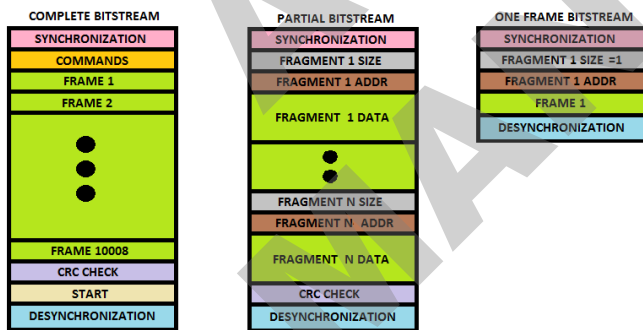 COMPLETE BITSTREAM
SYNCHRONIZATION
COMMANDS
FRAME 1
FRAME 2
FRAME 10008
CRC CHECK
START
DESYNCHRONIZATION
PARTIAL BITSTREAM
SYNCHRONIZATION
FRAGMENT 1 SIZE
FRAGMENT 1 ADDR
FRAGMENT 1 DATA
FRAGMENT N SIZE
FRAGMENT N ADDR
FRAGMENT N DATA
CRC CHECK
DESYNCHRONIZATION
ONE FRAME BITSTREAM
SYNCHRONIZATION
FRAGMENT 1 SIZE =1
FRAGMENT 1 ADDR
FRAME 1
DESYNCHRONIZATION